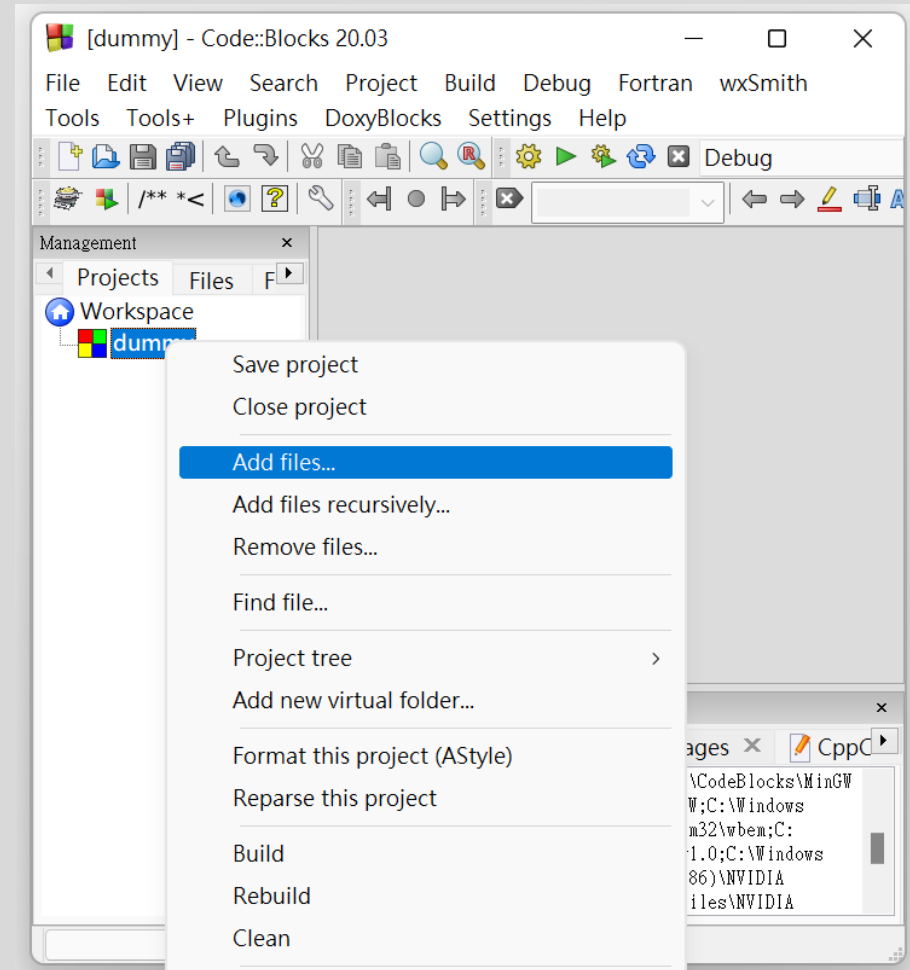 [dummy] - Code::Blocks 20.03
File Edit View Search Project Build Debug Fortran wxSmith
Tools Tools+ Plugins DoxyBlocks Settings Help
Debug
/** *<
Management
Projects Files F
Workspace
dummy
Save project
Close project
Add files...
Add files recursively...
Remove files...
Find file...
Project tree
Add new virtual folder...
Format this project (AStyle)
Reparse this project
Build
Rebuild
Clean
ages CppC
\CodeBlocks\MinGW
W;C:\Windows
m32\wbem;C:
1.0;C:\Windows
86)\NVIDIA
iles\NVIDIA